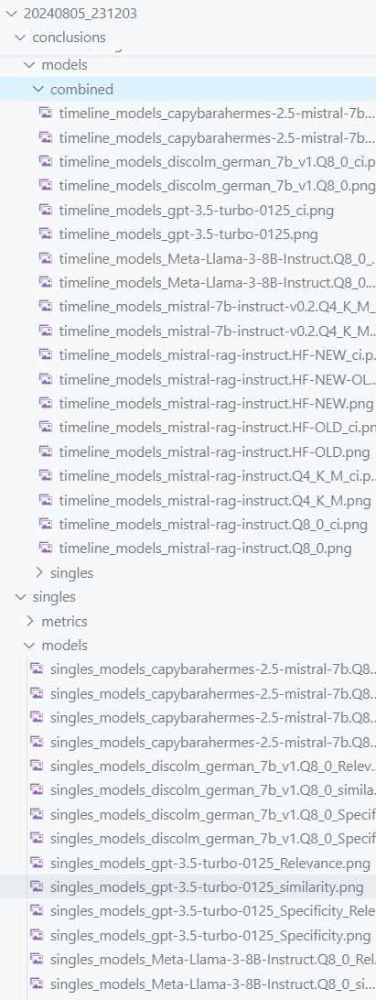 20240805_231203
conclusions
models
combined
timeline_models_capybarahermes-2.5-mistral-7b...
timeline_models_capybarahermes-2.5-mistral-7b...
timeline_models_discolm_german_7b_v1.Q8_0_ci.p
timeline_models_discolm_german_7b_v1.Q8_0.png
timeline_models_gpt-3.5-turbo-0125_ci.png
timeline_models_gpt-3.5-turbo-0125.png
timeline_models_Meta-Llama-3-8B-Instruct.Q8_0_...
timeline_models_Meta-Llama-3-8B-Instruct.Q8_0...
timeline_models_mistral-7b-instruct-v0.2.Q4_K_M_
timeline_models_mistral-7b-instruct-v0.2.Q4_K_M...
timeline_models_mistral-rag-instruct.HF-NEW_ci.p...
timeline_models_mistral-rag-instruct.HF-NEW-OL...
timeline_models_mistral-rag-instruct.HF-NEW.png
timeline_models_mistral-rag-instruct.HF-OLD_ci.pn
timeline_models_mistral-rag-instruct.HF-OLD.png
timeline_models_mistral-rag-instruct.Q4_K_M_ci.p...
timeline_models_mistral-rag-instruct.Q4_K_M.png
timeline_models_mistral-rag-instruct.Q8_0_ci.png
timeline_models_mistral-rag-instruct.Q8_0.png
singles
singles
metrics
models
singles_models_capybarahermes-2.5-mistral-7b.Q8...
singles_models_capybarahermes-2.5-mistral-7b.Q8...
singles_models_capybarahermes-2.5-mistral-7b.Q8...
singles_models_capybarahermes-2.5-mistral-7b.Q8...
singles_models_discolm_german_7b_v1.Q8_0_Relev...
singles_models_discolm_german_7b_v1.Q8_0_simila...
singles_models_discolm_german_7b_v1.Q8_0_Specif
singles_models_discolm_german_7b_v1.Q8_0_Specif
singles_models_gpt-3.5-turbo-0125_Relevance.png
singles_models_gpt-3.5-turbo-0125_similarity.png
singles_models_gpt-3.5-turbo-0125_Specificity_Rele
singles_models_gpt-3.5-turbo-0125_Specificity.png
singles_models_Meta-Llama-3-8B-Instruct.Q8_0_Rel...
singles_models_Meta-Llama-3-8B-Instruct.Q8_0_si...